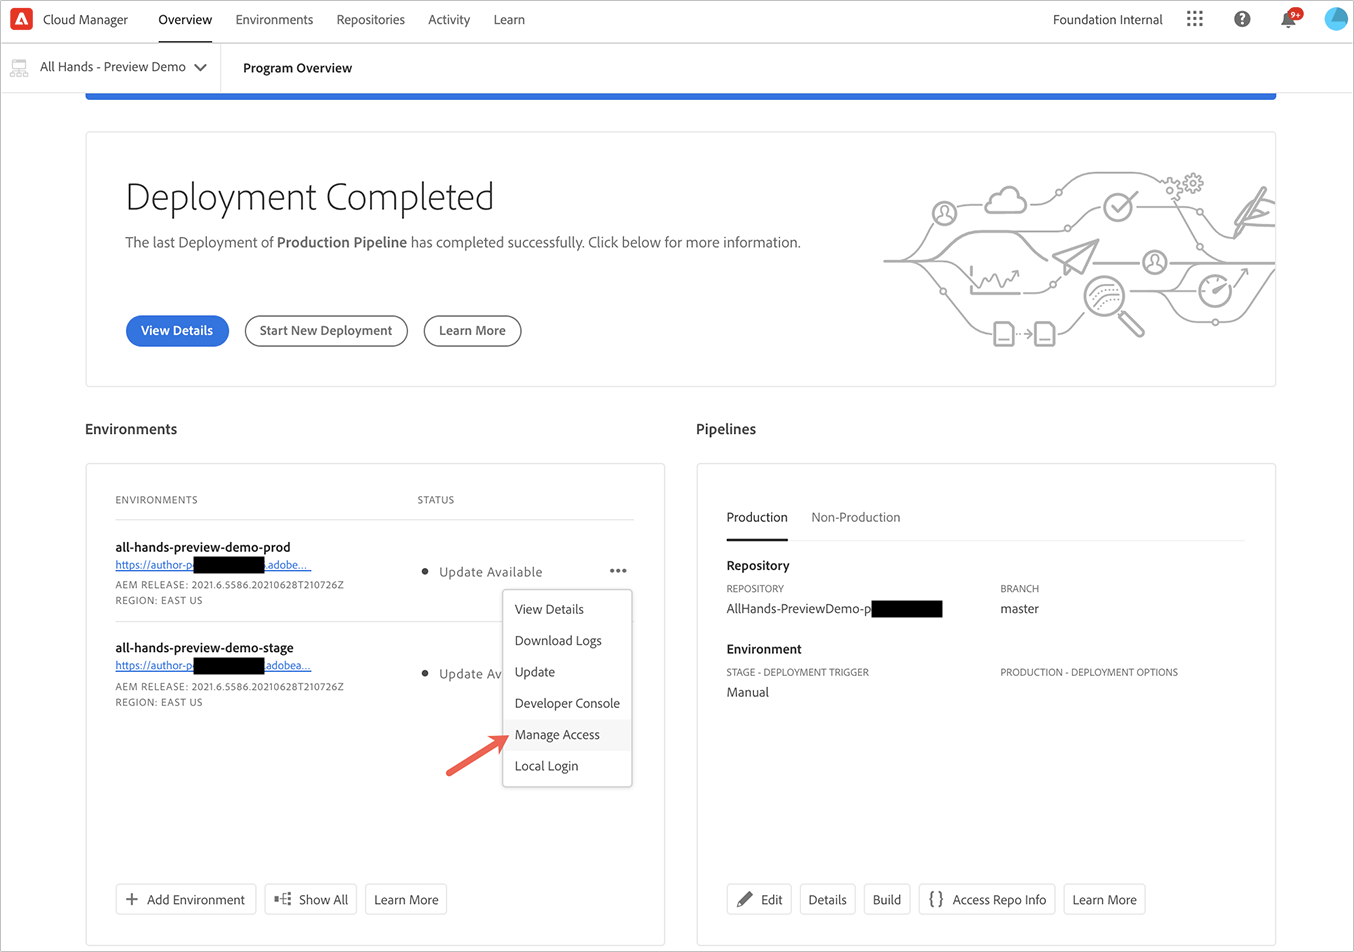 Cloud Manager Overview Environments Repositories Activity Learn Foundation Internal 9+
All Hands - Preview Demo Program Overview
Deployment Completed
The last Deployment of Production Pipeline has completed successfully. Click below for more information.
View Details Start New Deployment Learn More
Environments
ENVIRONMENTS STATUS
all-hands-preview-demo-prod
https://author-p .adobe...
AEM RELEASE: 2021.6.5586.20210628T210726Z
REGION: EAST US
Update Available
all-hands-preview-demo-stage
https://author-p .adobea...
AEM RELEASE: 2021.6.5586.20210628T210726Z
REGION: EAST US
Update Av
View Details
Download Logs
Update
Developer Console
Manage Access
Local Login
Add Environment Show All Learn More
Pipelines
Production Non-Production
Repository
REPOSITORY BRANCH
AllHands-PreviewDemo-p master
Environment
STAGE - DEPLOYMENT TRIGGER PRODUCTION - DEPLOYMENT OPTIONS
Manual
Edit Details Build Access Repo Info Learn More